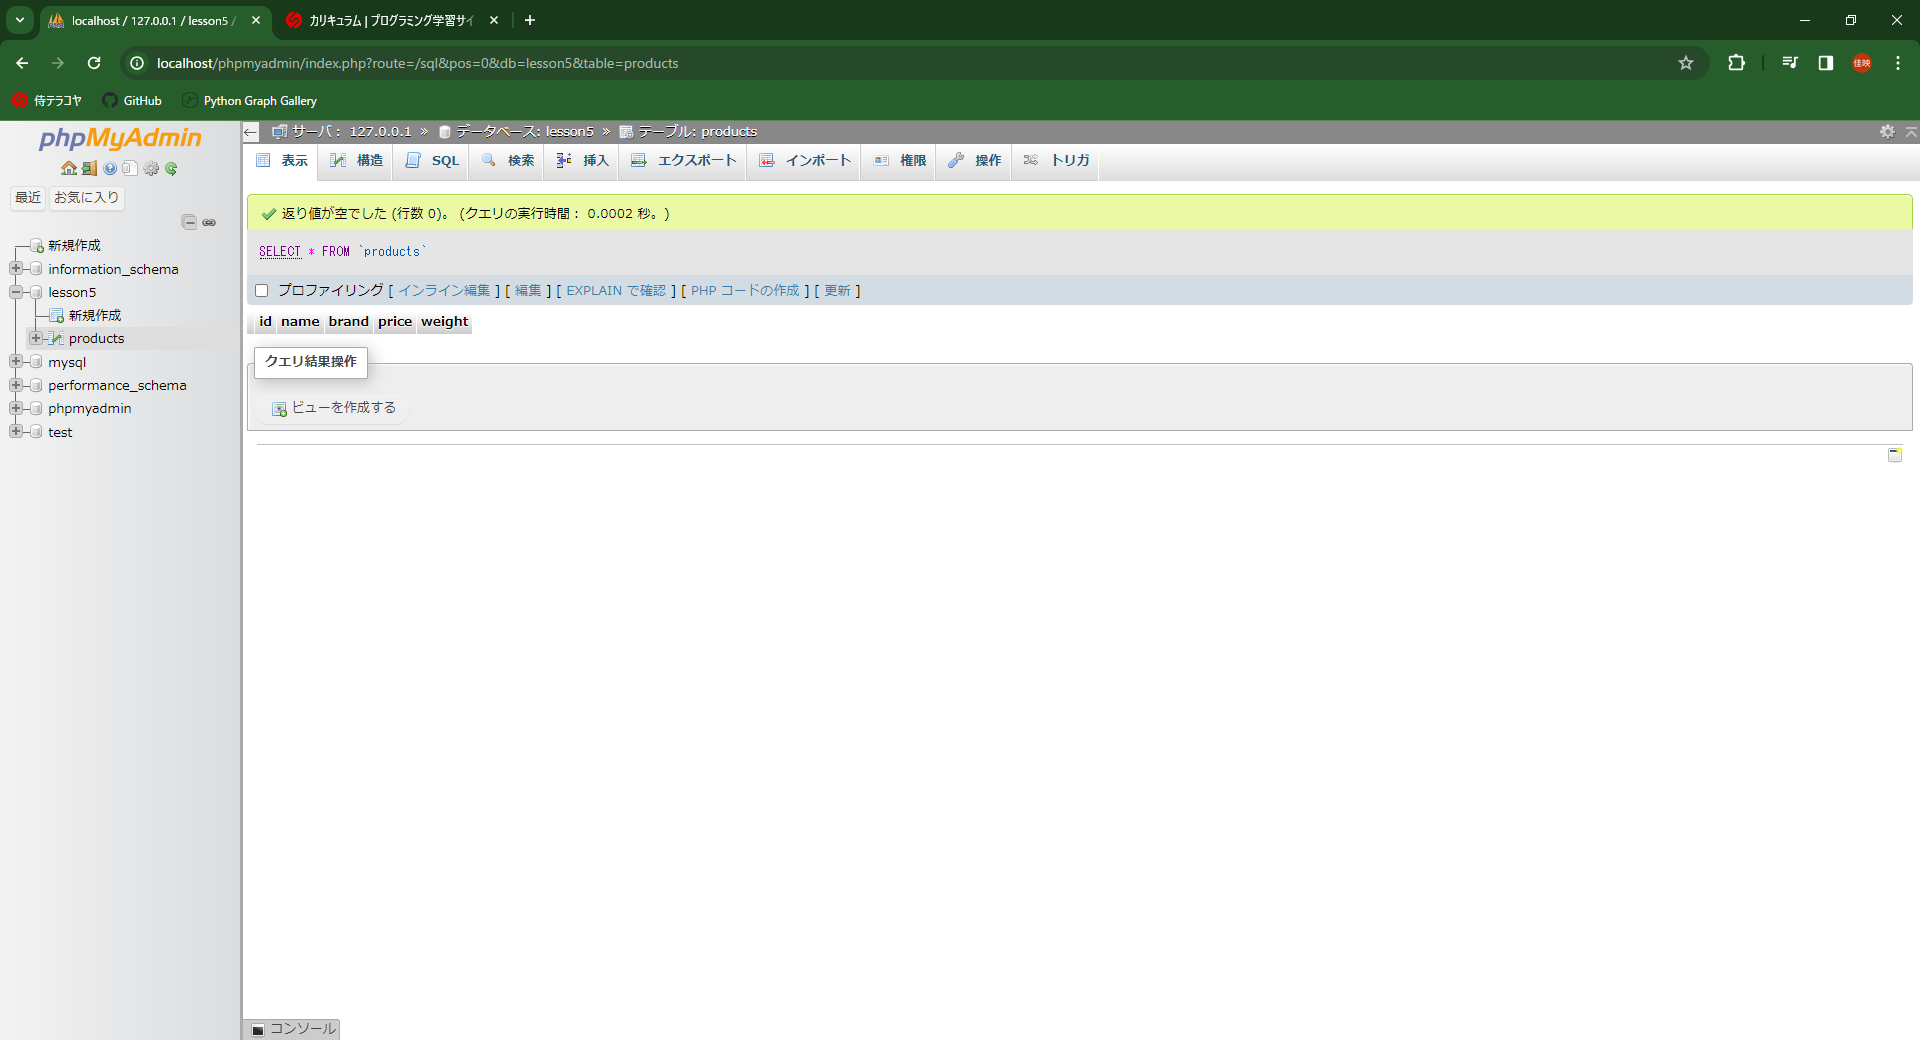 localhost / 127.0.0.1 / lesson5 /
カリキュラム | プログラミング学習サイ
localhost/phpmyadmin/index.php?route=/sql&pos=0&db=lesson5&table=products
佳映
侍テラコヤ
GitHub
Python Graph Gallery
phpMyAdmin
最近
お気に入り
新規作成
information_schema
lesson5
新規作成
products
mysql
performance_schema
phpmyadmin
test
サーバ: 127.0.0.1 » データベース: lesson5 » テーブル: products
表示
構造
SQL
検索
挿入
エクスポート
インポート
権限
操作
トリガ
返り値が空でした (行数 0)。 (クエリの実行時間: 0.0002 秒。)
SELECT * FROM `products`
プロファイリング [ インライン編集 ] [ 編集 ] [ EXPLAIN で確認 ] [ PHP コードの作成 ] [ 更新 ]
id name brand price weight
クエリ結果操作
ビューを作成する
コンソール